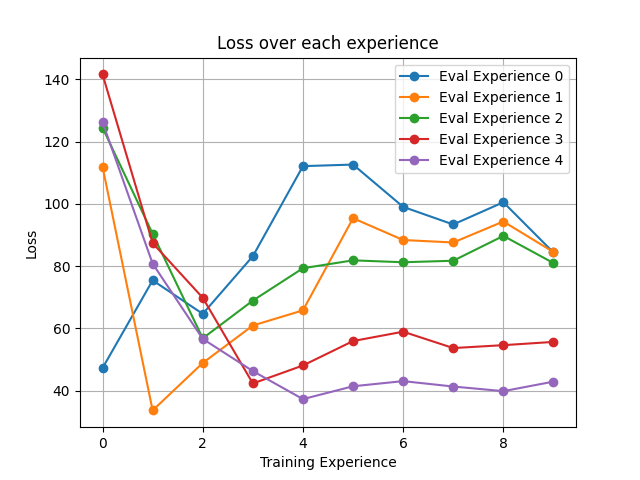 Loss over each experience
Eval Experience 0
Eval Experience 1
Eval Experience 2
Eval Experience 3
Eval Experience 4
140
120
100
80
60
40
Loss
0 2 4 6 8
Training Experience